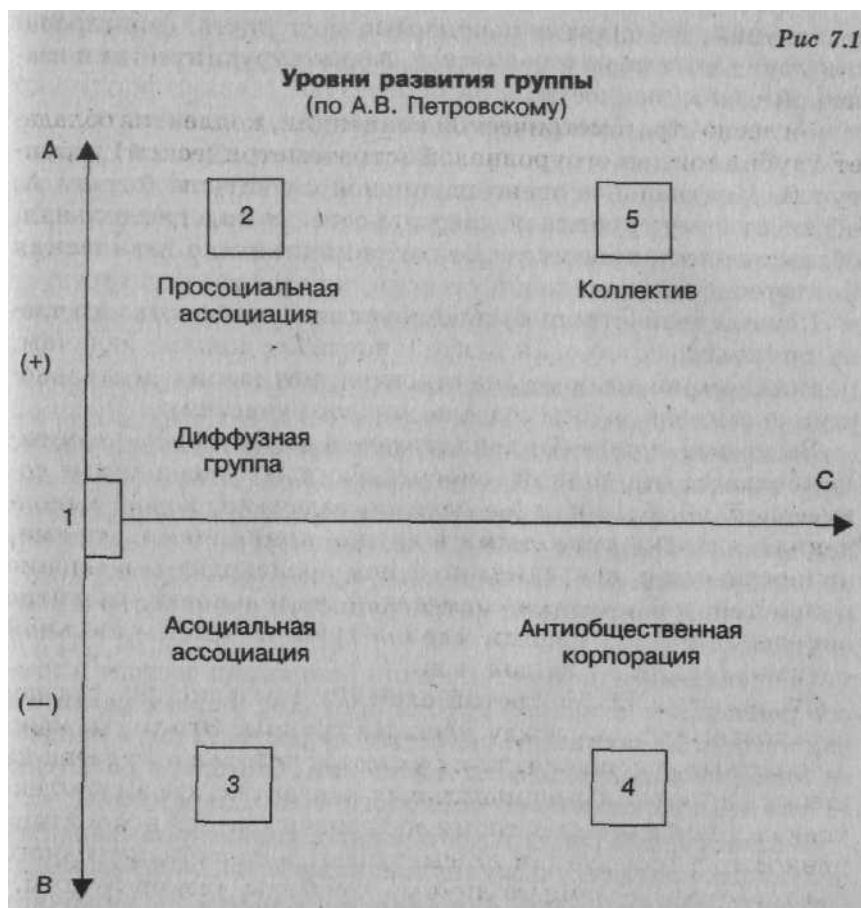 Рис 7.1
Уровни развития группы
(по А.В. Петровскому)
A
2
5
Просоциальная
ассоциация
Коллектив
(+)
Диффузная
группа
C
1
Асоциальная
ассоциация
Антиобщественная
корпорация
(—)
3
4
B